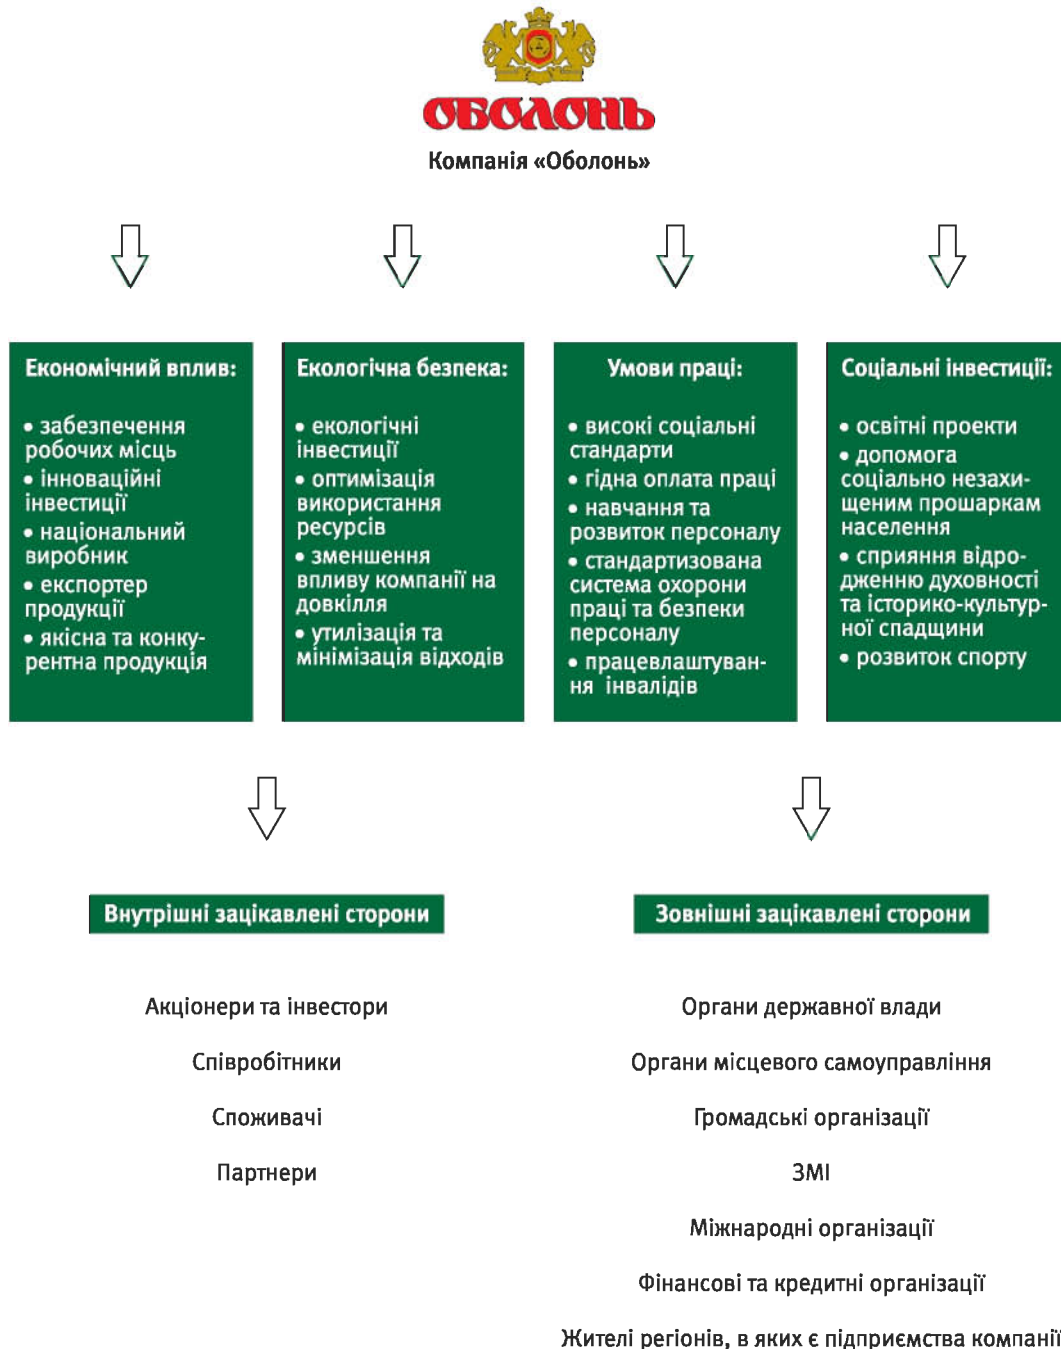 ОБОЛОНЬ
Компанія «Оболонь»
Економічний вплив:
• забезпечення
робочих місць
• інноваційні
інвестиції
• національний
виробник
• експортер
продукції
• якісна та конку-
рентна продукція
Екологічна безпека:
• екологічні
інвестиції
• оптимізація
використання
ресурсів
• зменшення
впливу компанії на
довкілля
• утилізація та
мінімізація відходів
Умови праці:
• високі соціальні
стандарти
• гідна оплата праці
• навчання та
розвиток персоналу
• стандартизована
система охорони
праці та безпеки
персоналу
• працевлаштуван-
ня інвалідів
Соціальні інвестиції:
• освітні проекти
• допомога
соціально незахи-
щеним прошаркам
населення
• сприяння відро-
дженню духовності
та історико-культур-
ної спадщини
• розвиток спорту
Внутрішні зацікавлені сторони
Акціонери та інвестори
Співробітники
Споживачі
Партнери
Зовнішні зацікавлені сторони
Органи державної влади
Органи місцевого самоуправління
Громадські організації
ЗМІ
Міжнародні організації
Фінансові та кредитні організації
Жителі регіонів, в яких є підприємства компанії